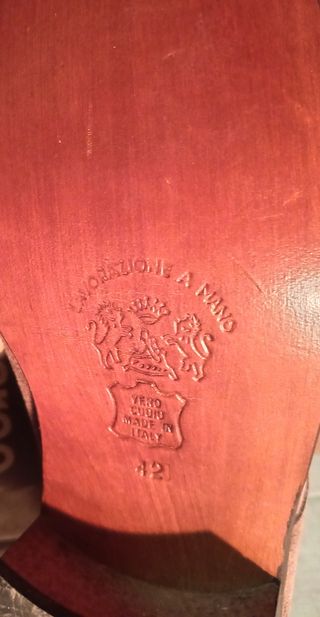 LAVORAZIONE A MANO
VERO
CUOIO
MADE IN
ITALY
42